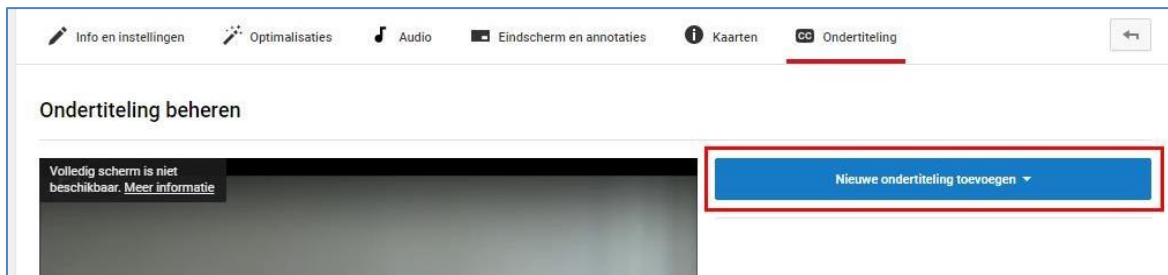 Info en instellingen
Optimalisaties
Audio
Eindscherm en annotaties
Kaarten
CC Ondertiteling
Ondertiteling beheren
Volledig scherm is niet
beschikbaar. Meer informatie
Nieuwe ondertiteling toevoegen